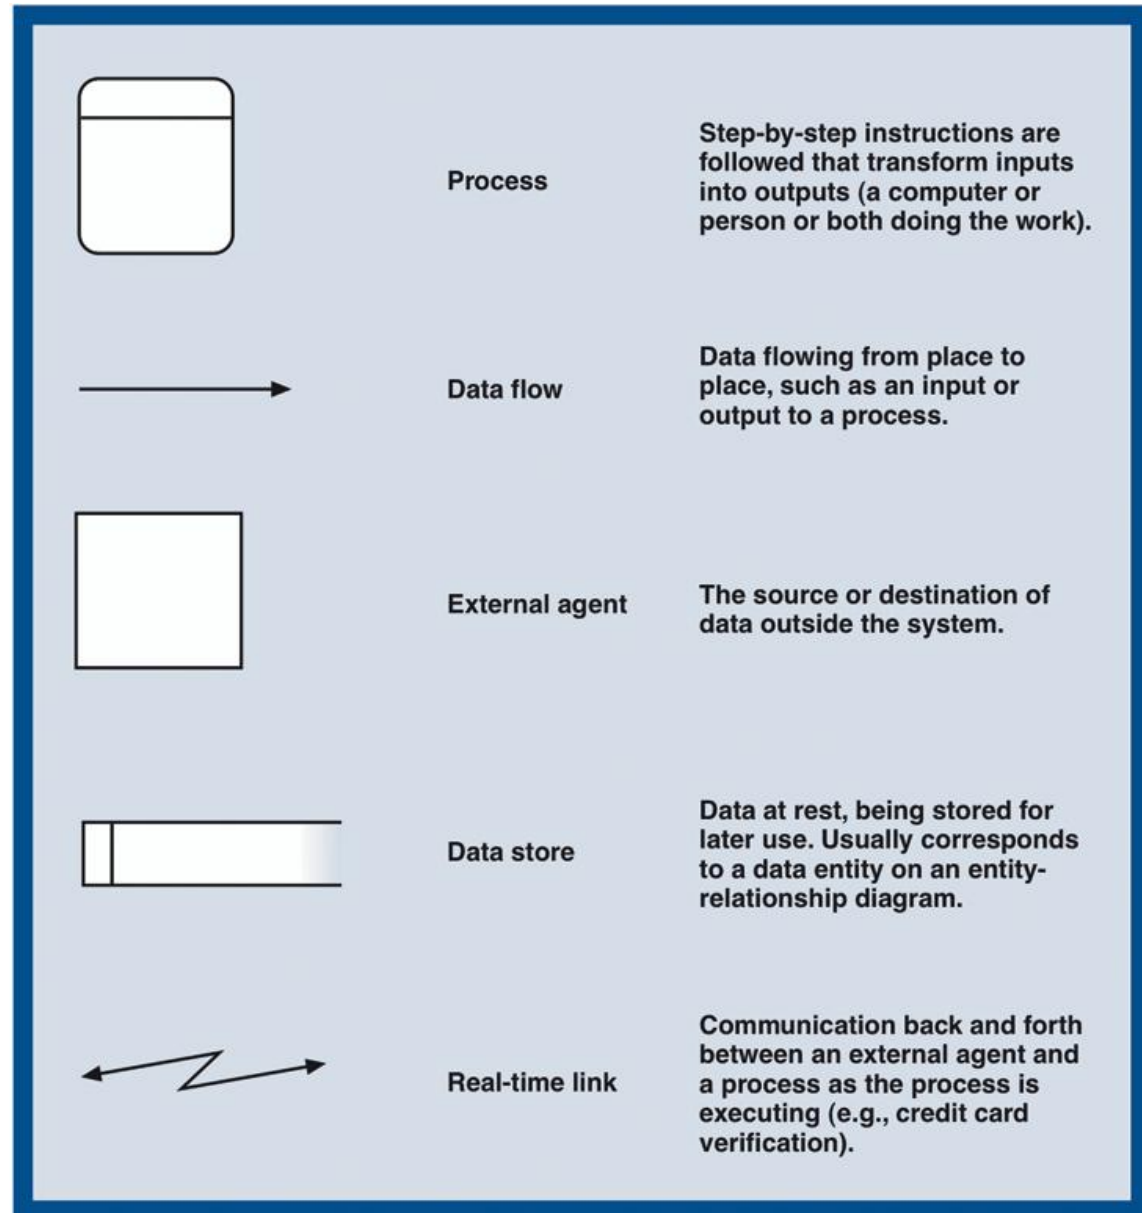 Process
Step-by-step instructions are
followed that transform inputs
into outputs (a computer or
person or both doing the work).
Data flow
Data flowing from place to
place, such as an input or
output to a process.
External agent
The source or destination of
data outside the system.
Data store
Data at rest, being stored for
later use. Usually corresponds
to a data entity on an entity-
relationship diagram.
Real-time link
Communication back and forth
between an external agent and
a process as the process is
executing (e.g., credit card
verification).